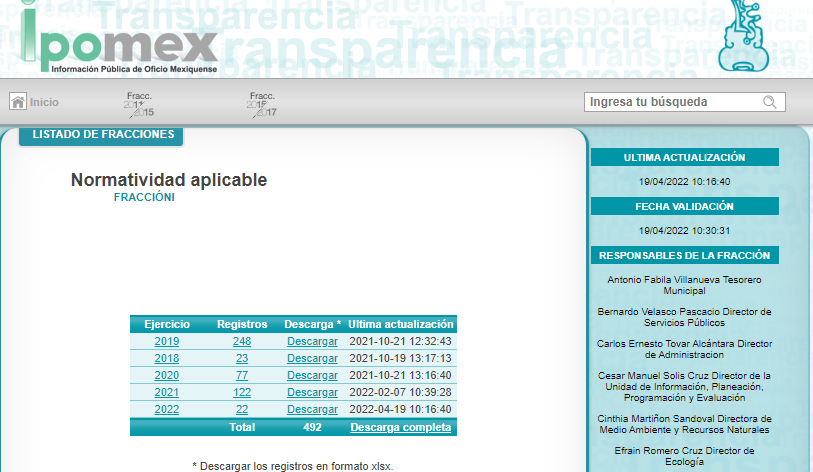 Transparencia
Transparencia
Transparencia
ipomex
Información Pública de Oficio Mexiquense
Inicio
Fracc.
2015
Fracc.
2017
Ingresa tu búsqueda
LISTADO DE FRACCIONES
Normatividad aplicable
FRACCIÓNI
Ejercicio Registros Descarga * Ultima actualización
2019 248 Descargar 2021-10-21 12:32:43
2018 23 Descargar 2021-10-19 13:17:13
2020 77 Descargar 2021-10-21 13:16:40
2021 122 Descargar 2022-02-07 10:39:28
2022 22 Descargar 2022-04-19 10:16:40
Total 492 Descarga completa
* Descargar los registros en formato xlsx.
ULTIMA ACTUALIZACIÓN
19/04/2022 10:16:40
FECHA VALIDACIÓN
19/04/2022 10:30:31
RESPONSABLES DE LA FRACCIÓN
Antonio Fabila Villanueva Tesorero
Municipal
Bernardo Velasco Pascacio Director de
Servicios Públicos
Carlos Ernesto Tovar Alcántara Director
de Administracion
Cesar Manuel Solis Cruz Director de la
Unidad de Información, Planeación,
Programación y Evaluación
Cinthia Martiñon Sandoval Directora de
Medio Ambiente y Recursos Naturales
Efrain Romero Cruz Director de
Ecología